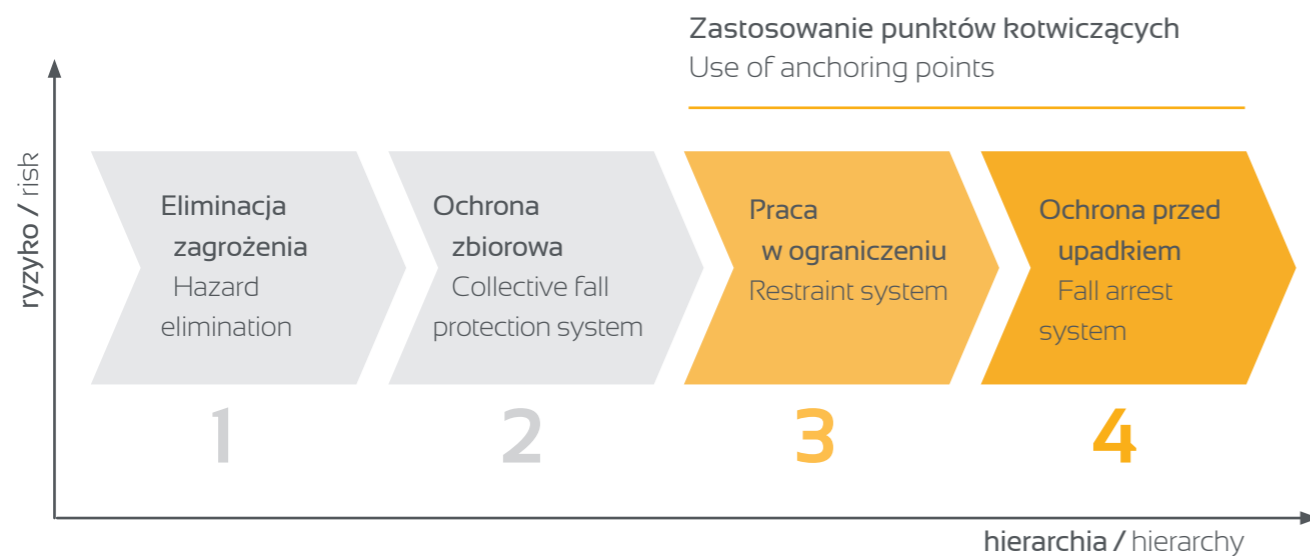 Zastosowanie punktów kotwiczących
Use of anchoring points
ryzyko / risk
Eliminacja
zagrożenia
Hazard
elimination
1
Ochrona
zbiorowa
Collective fall
protection system
2
Praca
w ograniczeniu
Restraint system
3
Ochrona przed
upadkiem
Fall arrest
system
4
hierarchia / hierarchy